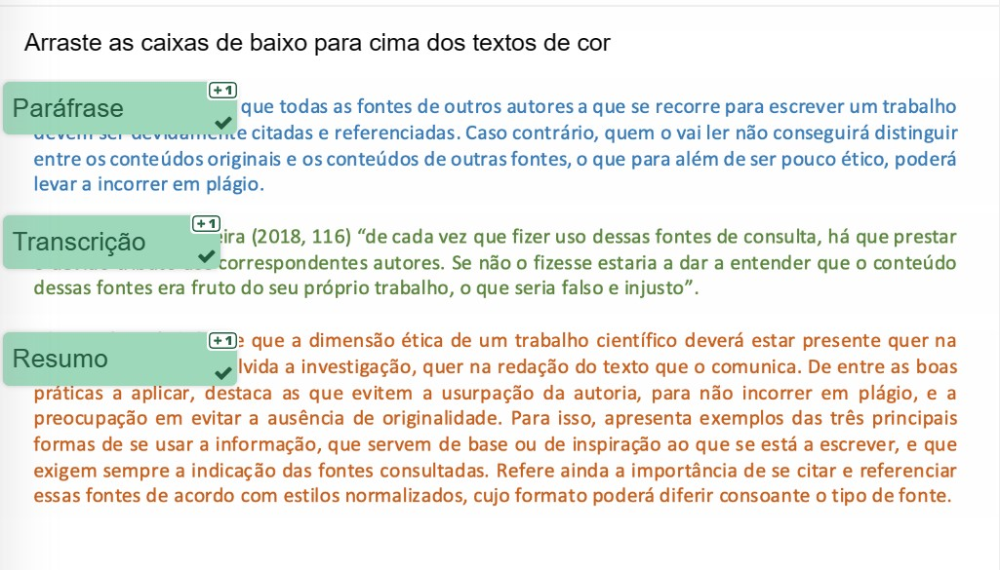 Arraste as caixas de baixo para cima dos textos de cor
+1
Paráfrase
que todas as fontes de outros autores a que se recorre para escrever um trabalho
devem ser devidamente citadas e referenciadas. Caso contrário, quem o vai ler não conseguirá distinguir
entre os conteúdos originais e os conteúdos de outras fontes, o que para além de ser pouco ético, poderá
levar a incorrer em plágio.
+1
Transcrição
(2018, 116) “de cada vez que fizer uso dessas fontes de consulta, há que prestar
correspondentes autores. Se não o fizesse estaria a dar a entender que o conteúdo
dessas fontes era fruto do seu próprio trabalho, o que seria falso e injusto”.
+1
Resumo
que a dimensão ética de um trabalho científico deverá estar presente quer na
a investigação, quer na redação do texto que o comunica. De entre as boas
práticas a aplicar, destaca as que evitem a usurpação da autoria, para não incorrer em plágio, e a
preocupação em evitar a ausência de originalidade. Para isso, apresenta exemplos das três principais
formas de se usar a informação, que servem de base ou de inspiração ao que se está a escrever, e que
exigem sempre a indicação das fontes consultadas. Refere ainda a importância de se citar e referenciar
essas fontes de acordo com estilos normalizados, cujo formato poderá diferir consoante o tipo de fonte.